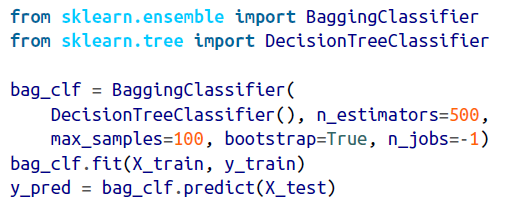 from sklearn.ensemble import BaggingClassifier
from sklearn.tree import DecisionTreeClassifier

bag_clf = BaggingClassifier(
    DecisionTreeClassifier(), n_estimators=500,
    max_samples=100, bootstrap=True, n_jobs=-1)
bag_clf.fit(X_train, y_train)
y_pred = bag_clf.predict(X_test)